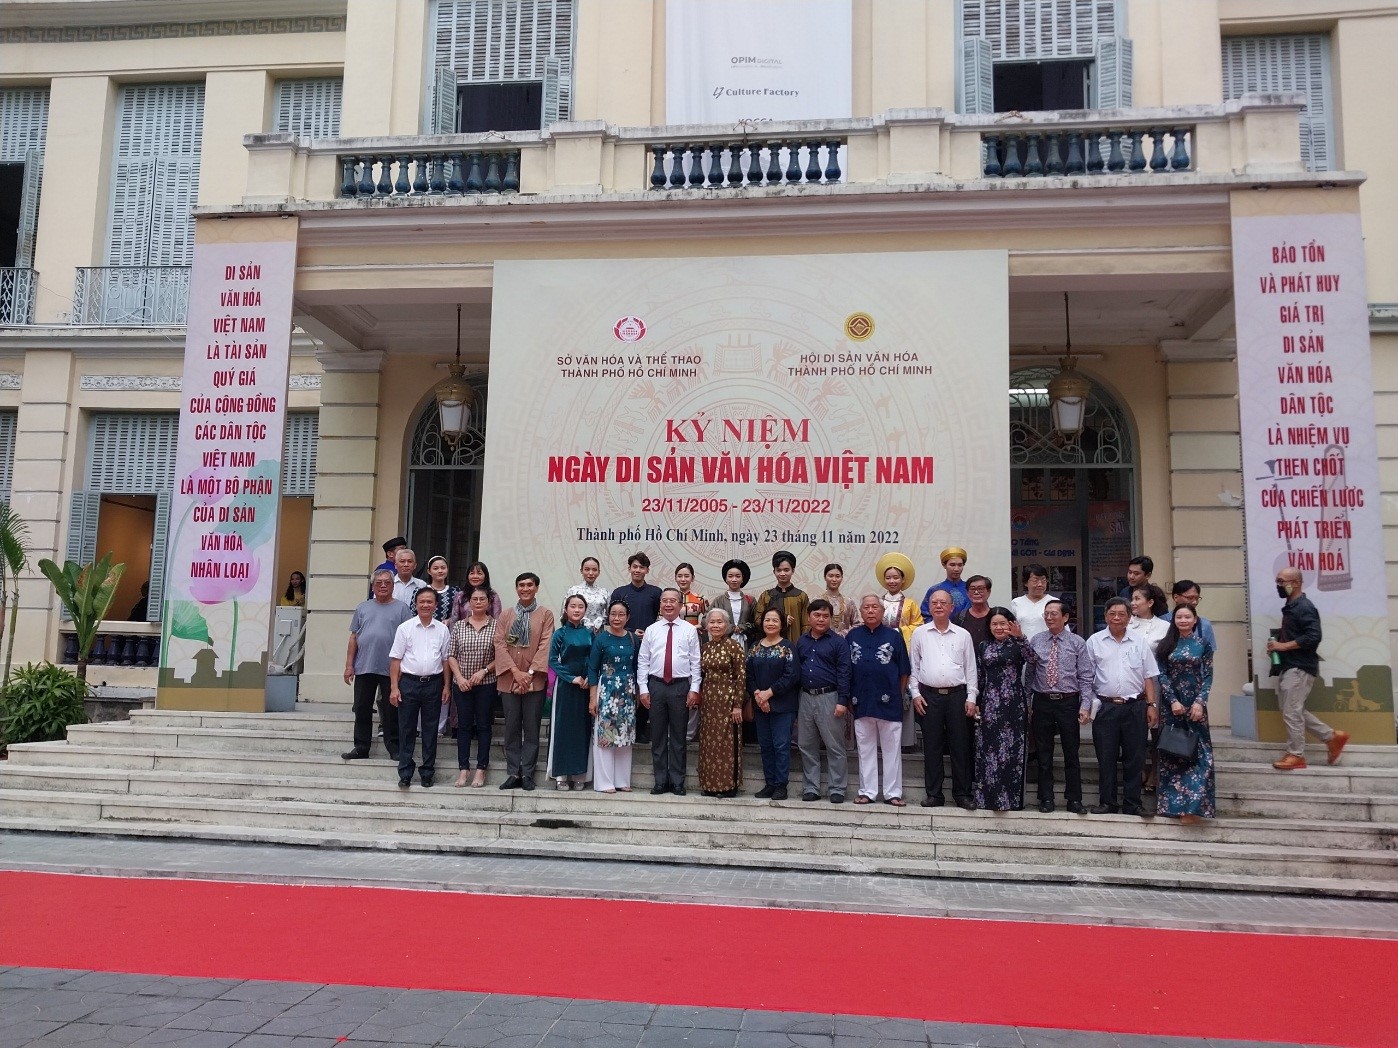 OPIM.DIGITAL
Culture Factory
DI SẢN
VĂN HÓA
VIỆT NAM
LÀ TÀI SẢN
QUÝ GIÁ
CỦA CỘNG ĐỒNG
CÁC DÂN TỘC
VIỆT NAM
LÀ MỘT BỘ PHẬN
CỦA DI SẢN
VĂN HÓA
NHÂN LOẠI
SỞ VĂN HÓA VÀ THỂ THAO
THÀNH PHỐ HỒ CHÍ MINH
HỘI DI SẢN VĂN HÓA
THÀNH PHỐ HỒ CHÍ MINH
KỶ NIỆM
NGÀY DI SẢN VĂN HÓA VIỆT NAM
23/11/2005 - 23/11/2022
Thành phố Hồ Chí Minh, ngày 23 tháng 11 năm 2022
BẢO TỒN
VÀ PHÁT HUY
GIÁ TRỊ
DI SẢN
VĂN HÓA
DÂN TỘC
LÀ NHIỆM VỤ
THEN CHỐT
CỦA CHIẾN LƯỢC
PHÁT TRIỂN
VĂN HOÁ
GIA ĐỊNH